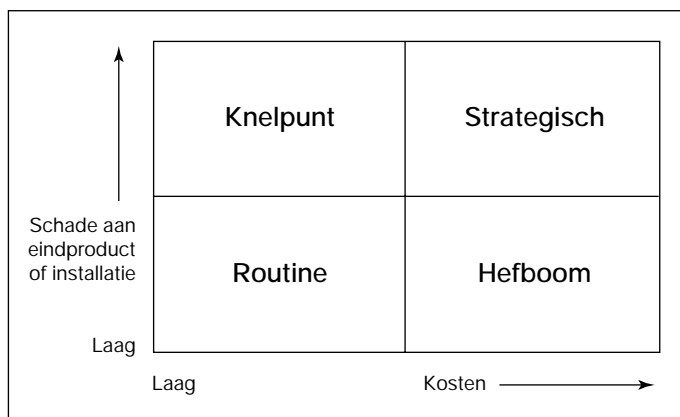 Knelpunt
Strategisch
Schade aan
eindproduct
of installatie
Routine
Hefboom
Laag
Laag
Kosten